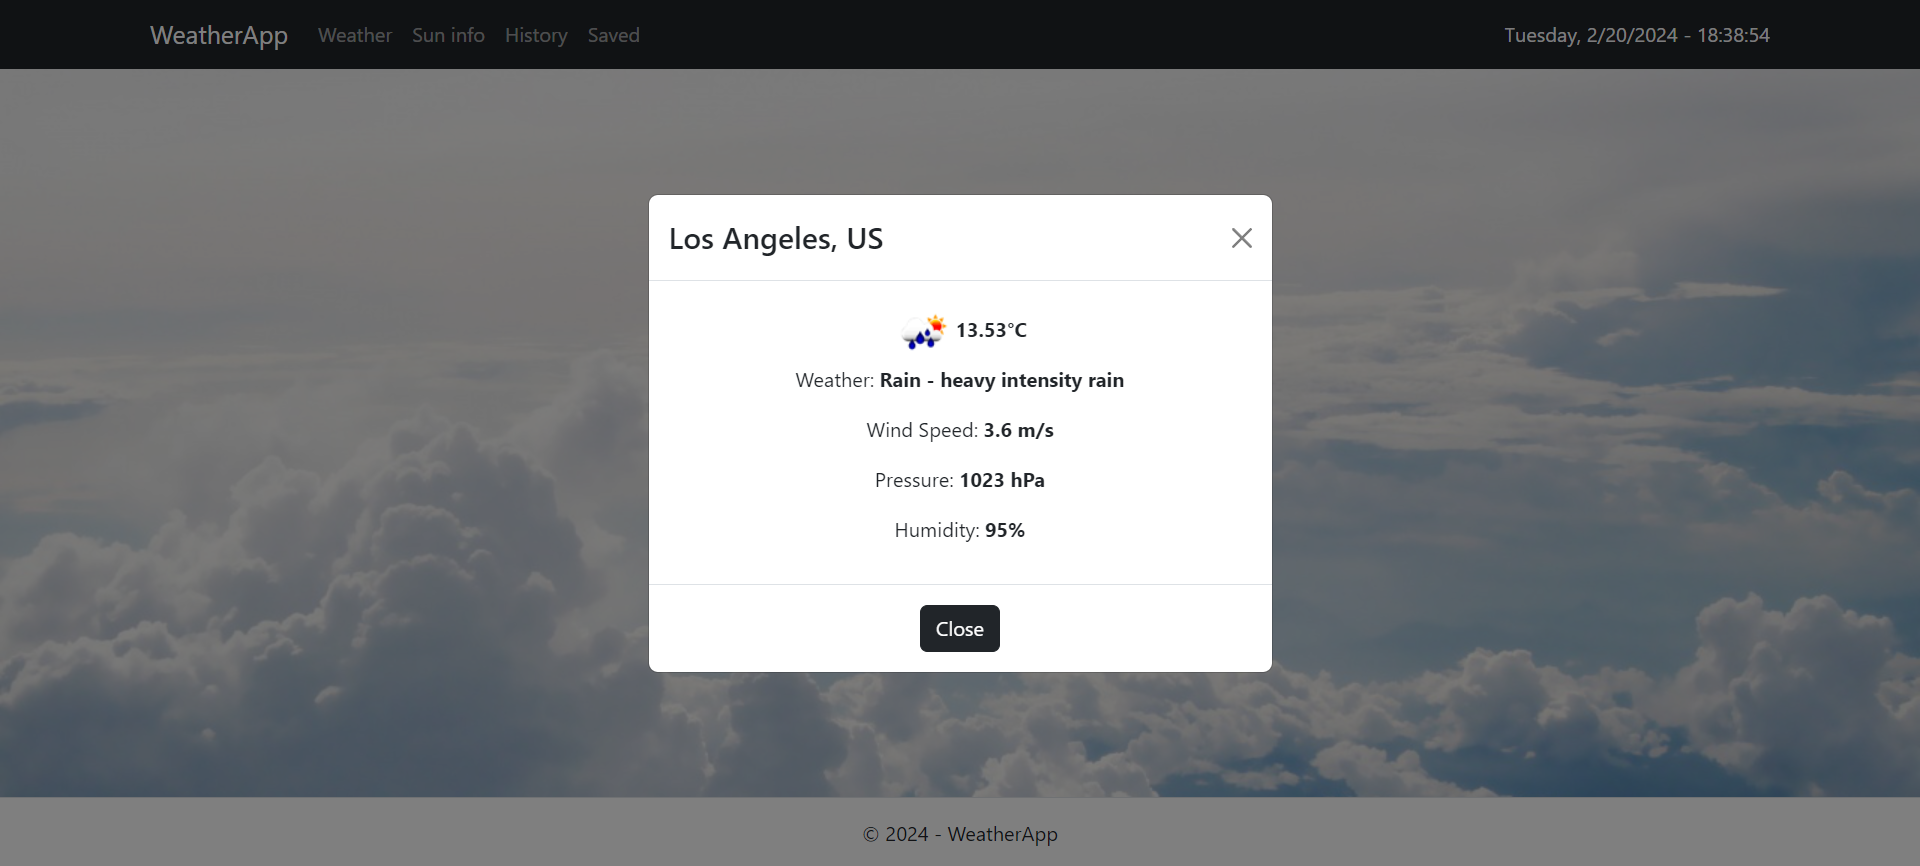 WeatherApp Weather Sun info History Saved Tuesday, 2/20/2024 - 18:38:54
Los Angeles, US
13.53°C
Weather: Rain - heavy intensity rain
Wind Speed: 3.6 m/s
Pressure: 1023 hPa
Humidity: 95%
Close
© 2024 - WeatherApp